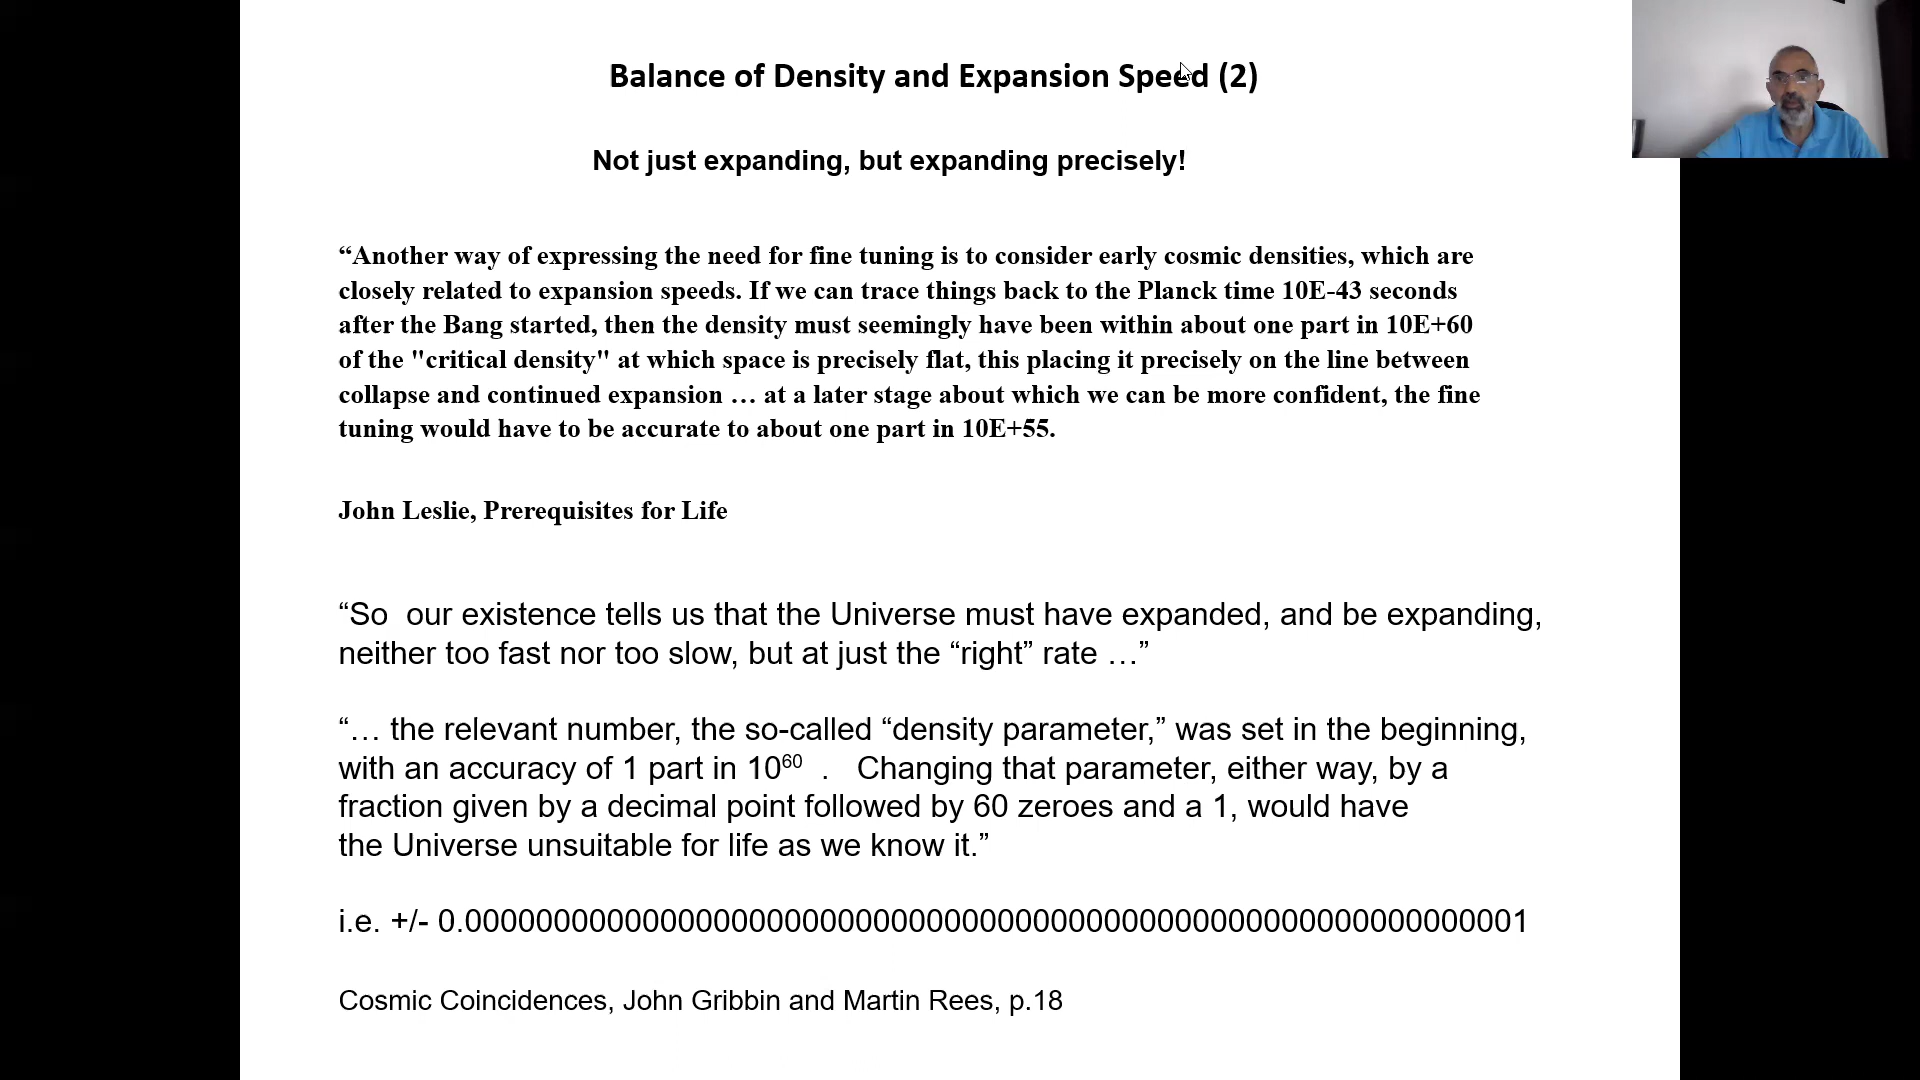 Balance of Density and Expansion Speed (2)
Not just expanding, but expanding precisely!
“Another way of expressing the need for fine tuning is to consider early cosmic densities, which are
closely related to expansion speeds. If we can trace things back to the Planck time 10E-43 seconds
after the Bang started, then the density must seemingly have been within about one part in 10E+60
of the "critical density" at which space is precisely flat, this placing it precisely on the line between
collapse and continued expansion … at a later stage about which we can be more confident, the fine
tuning would have to be accurate to about one part in 10E+55.
John Leslie, Prerequisites for Life
“So  our existence tells us that the Universe must have expanded, and be expanding,
neither too fast nor too slow, but at just the “right” rate …”
“… the relevant number, the so-called “density parameter,” was set in the beginning,
with an accuracy of 1 part in 10⁶⁰  .   Changing that parameter, either way, by a
fraction given by a decimal point followed by 60 zeroes and a 1, would have
the Universe unsuitable for life as we know it.”
i.e. +/- 0.0000000000000000000000000000000000000000000000000000000000001
Cosmic Coincidences, John Gribbin and Martin Rees, p.18